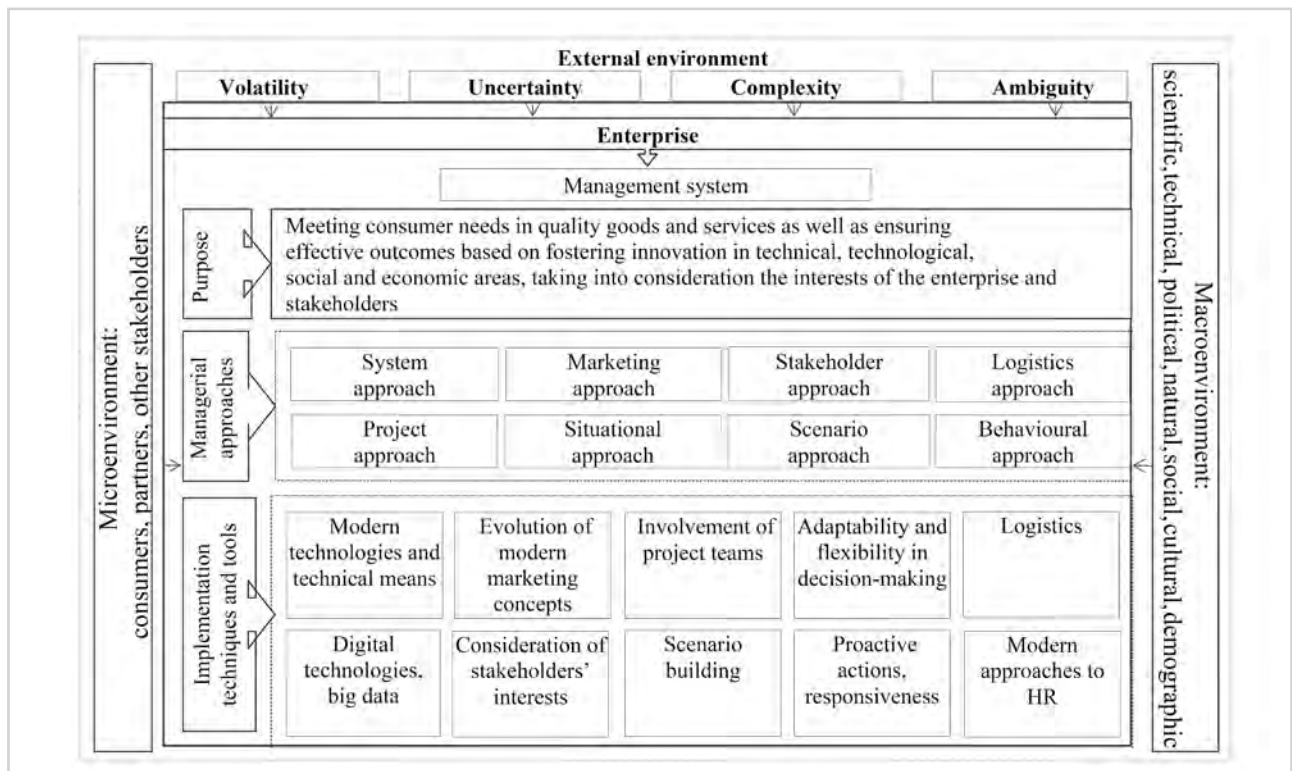 External environment
Volatility
Uncertainty
Complexity
Ambiguity
Enterprise
Management system
Microenvironment:
consumers, partners, other stakeholders
Purpose
Meeting consumer needs in quality goods and services as well as ensuring
effective outcomes based on fostering innovation in technical, technological,
social and economic areas, taking into consideration the interests of the enterprise and
stakeholders
Managerial
approaches
System
approach
Marketing
approach
Stakeholder
approach
Logistics
approach
Project
approach
Situational
approach
Scenario
approach
Behavioural
approach
Implementation
techniques and tools
Modern
technologies and
technical means
Evolution of
modern
marketing
concepts
Involvement of
project teams
Adaptability and
flexibility in
decision-making
Logistics
Digital
technologies,
big data
Consideration of
stakeholders’
interests
Scenario
building
Proactive
actions,
responsiveness
Modern
approaches to
HR
Macroenvironment:
scientific, technical, political, natural, social, cultural, demographic